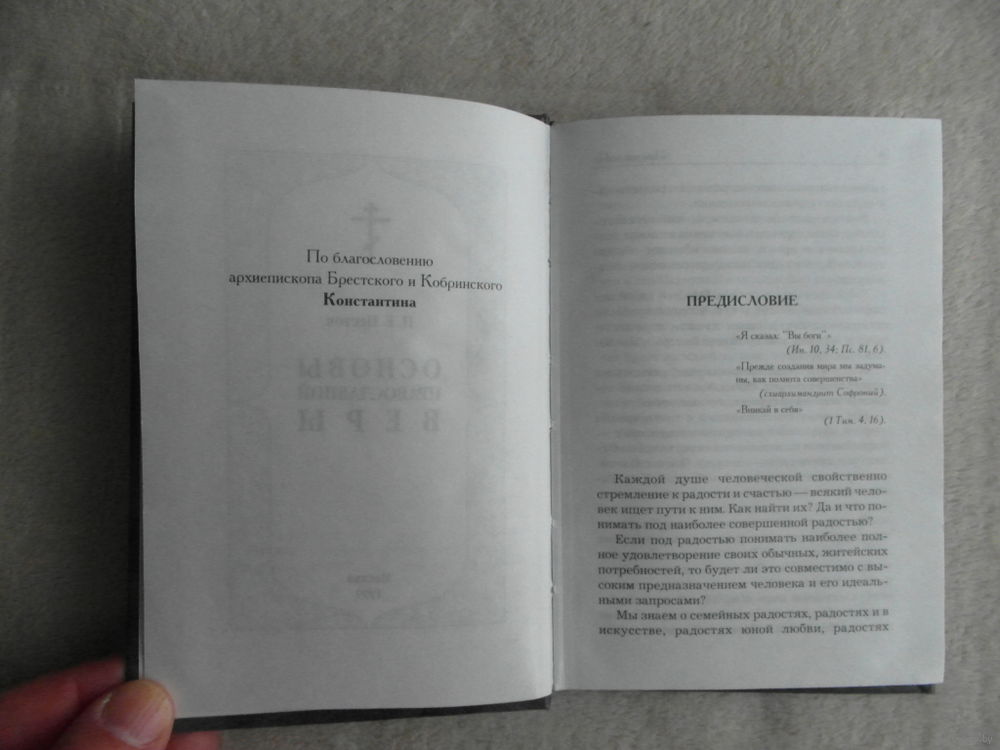 По благословению
архиепископа Брестского и Кобринского
Константина
ПРЕДИСЛОВИЕ
«Я сказал: "Вы боги"»
(Ин. 10, 34; Пс. 81, 6).
«Прежде создания мира мы задума-
ны, как полнота совершенства»
(схиархимандрит Софроний).
«Вникай в себя»
(1 Тим. 4, 16).
Каждой душе человеческой свойственно
стремление к радости и счастью — всякий чело-
век ищет пути к ним. Как найти их? Да и что по-
нимать под наиболее совершенной радостью?
Если под радостью понимать наиболее пол-
ное удовлетворение своих обычных, житейских
потребностей, то будет ли это совместимо с вы-
соким предназначением человека и его идеаль-
ными запросами?
Мы знаем о семейных радостях, радостях и в
искусстве, радостях юной любви, радостях